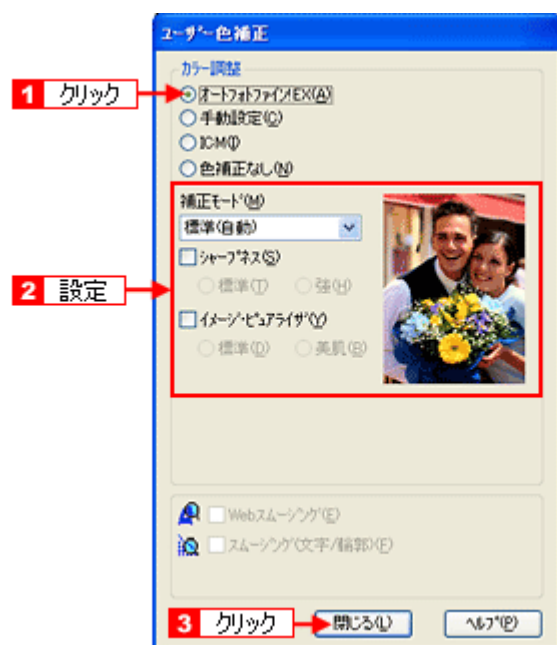 ユーザー色補正
カラー調整
1 クリック
オートフォトファイン!EX(A)
手動設定(C)
ICM(I)
色補正なし(N)
補正モード(M)
標準(自動)
シャープネス(S)
標準(T) 強(H)
2 設定
イメージ・ピュアライザ(Y)
標準(D) 美肌(B)
Webスムージング(E)
スムージング(文字/輪郭)(F)
3 クリック
閉じる(L) ヘルプ(P)